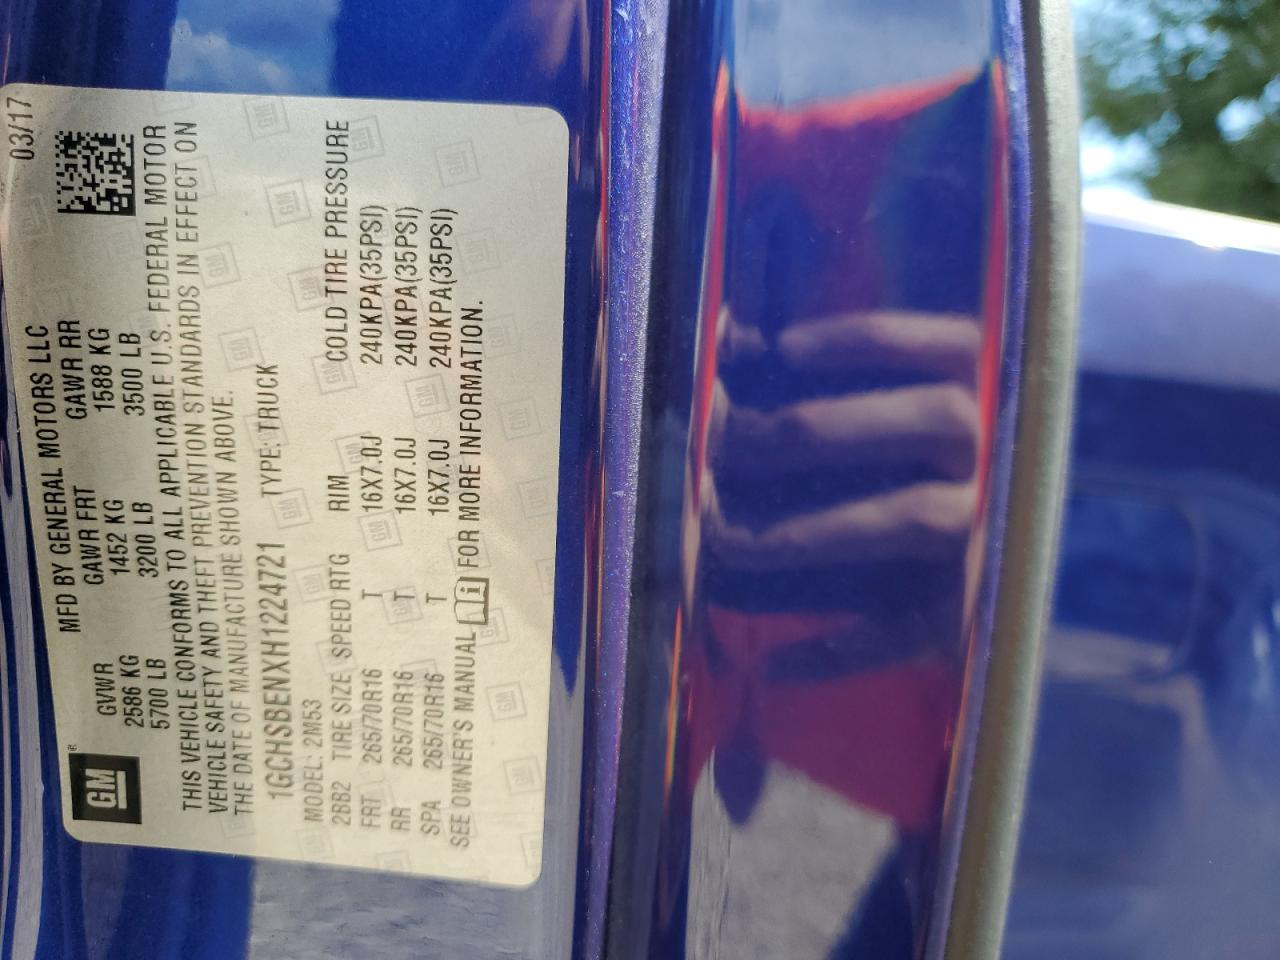 GM ®
MFD BY GENERAL MOTORS LLC 03/17
GVWR GAWR FRT GAWR RR
2586 KG 1452 KG 1588 KG
5700 LB 3200 LB 3500 LB
THIS VEHICLE CONFORMS TO ALL APPLICABLE U.S. FEDERAL MOTOR
VEHICLE SAFETY AND THEFT PREVENTION STANDARDS IN EFFECT ON
THE DATE OF MANUFACTURE SHOWN ABOVE.
1GCHSBENXH1224721 TYPE: TRUCK
MODEL: 2M53
2BB2 TIRE SIZE SPEED RTG RIM COLD TIRE PRESSURE
FRT 265/70R16 T 16X7.0J 240KPA(35PSI)
RR 265/70R16 T 16X7.0J 240KPA(35PSI)
SPA 265/70R16 T 16X7.0J 240KPA(35PSI)
SEE OWNER'S MANUAL i FOR MORE INFORMATION.